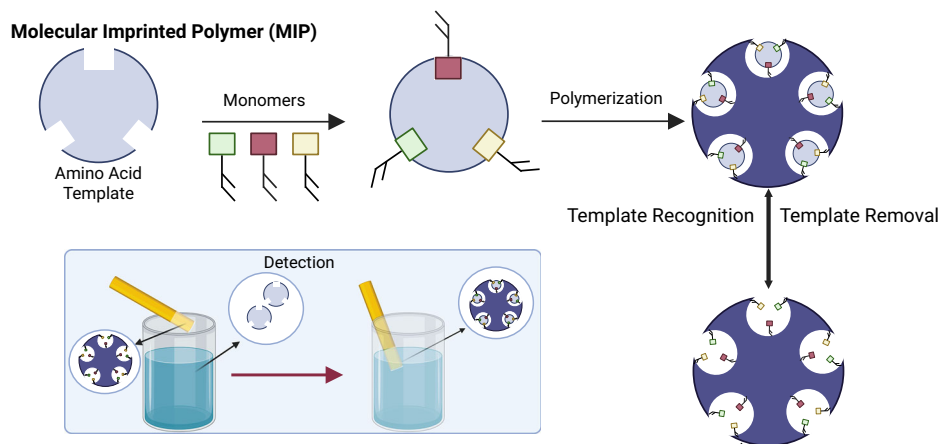 Molecular Imprinted Polymer (MIP)
Monomers
Polymerization
Amino Acid
Template
Template Recognition
Template Removal
Detection